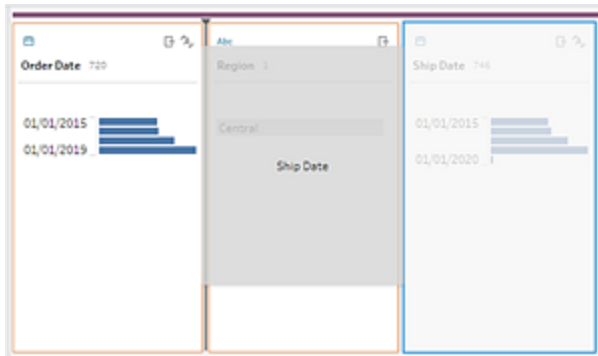 Order Date 720
01/01/2015
01/01/2019
Abc
Region 1
Central
Ship Date
Ship Date 746
01/01/2015
01/01/2020